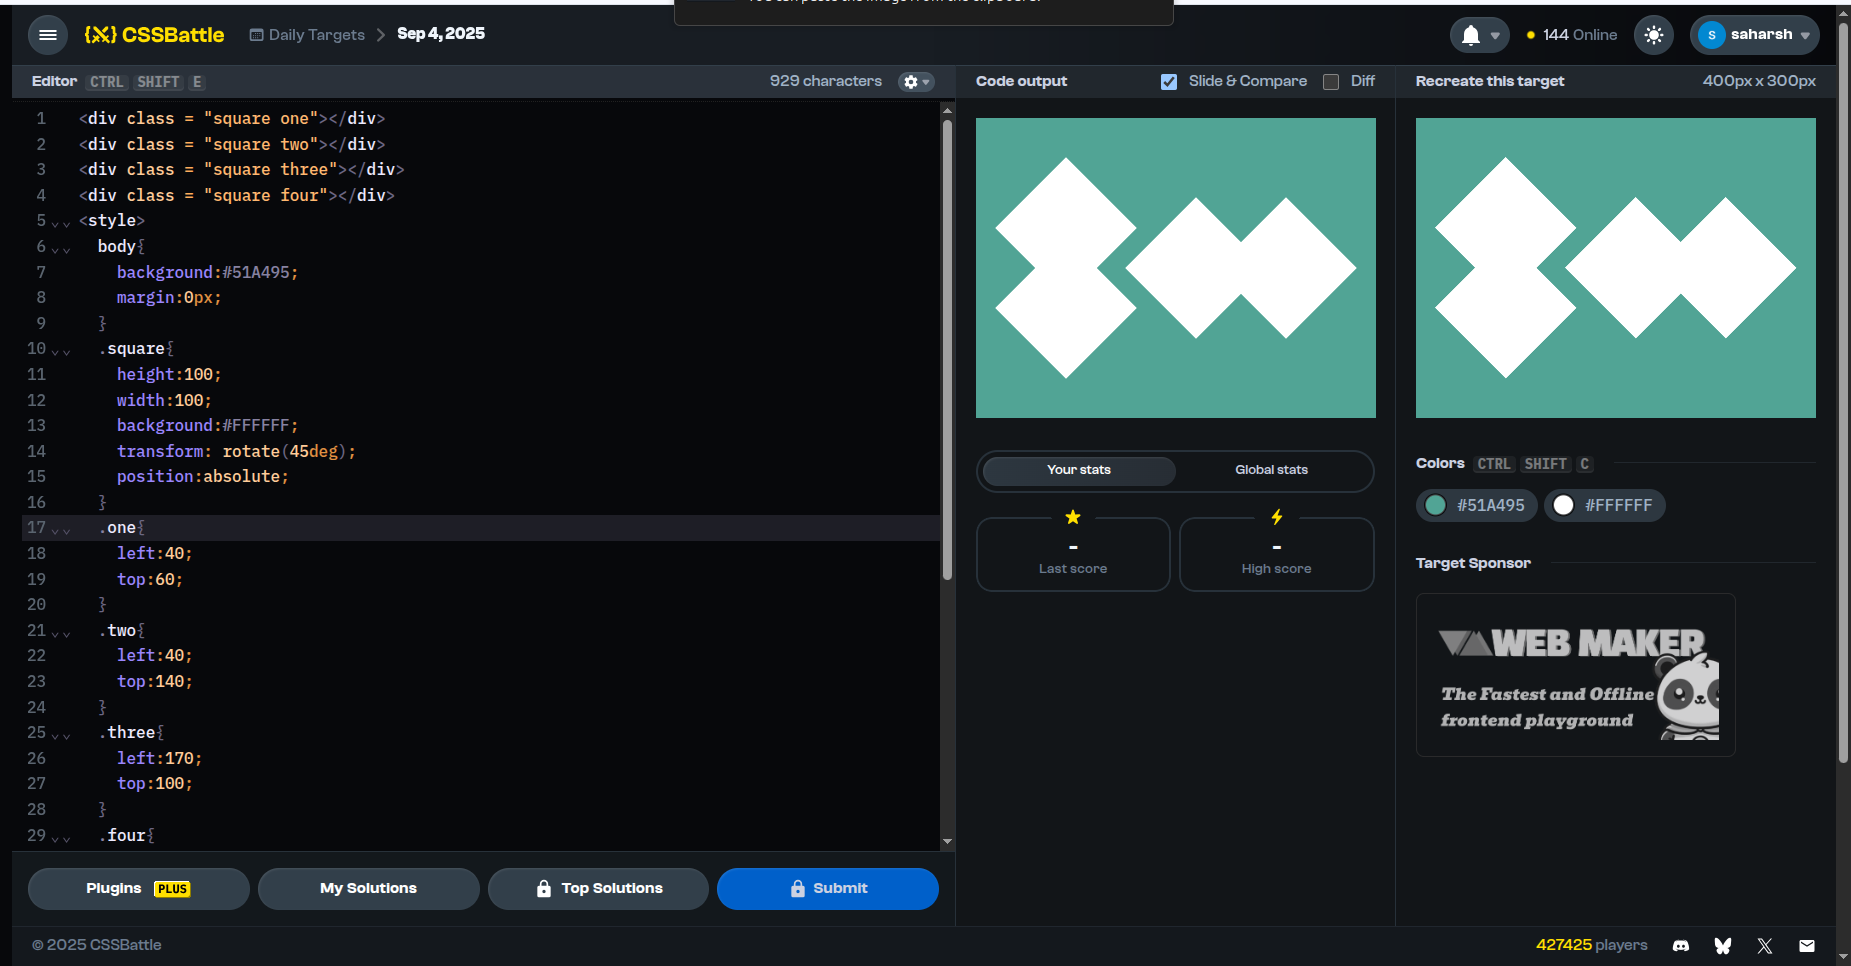 CSSBattle
Daily Targets
Sep 4, 2025
144 Online
S
saharsh
Editor CTRL SHIFT E
929 characters
Code output
Slide & Compare
Diff
Recreate this target
400px x 300px
1 <div class = "square one"></div>
2 <div class = "square two"></div>
3 <div class = "square three"></div>
4 <div class = "square four"></div>
5 <style>
6 body{
7 background:#51A495;
8 margin:0px;
9 }
10 .square{
11 height:100;
12 width:100;
13 background:#FFFFFF;
14 transform: rotate(45deg);
15 position:absolute;
16 }
17 .one{
18 left:40;
19 top:60;
20 }
21 .two{
22 left:40;
23 top:140;
24 }
25 .three{
26 left:170;
27 top:100;
28 }
29 .four{
Your stats
Global stats
-
Last score
-
High score
Colors CTRL SHIFT C
#51A495
#FFFFFF
Target Sponsor
WEB MAKER
The Fastest and Offline
frontend playground
Plugins PLUS
My Solutions
Top Solutions
Submit
© 2025 CSSBattle
427425 players